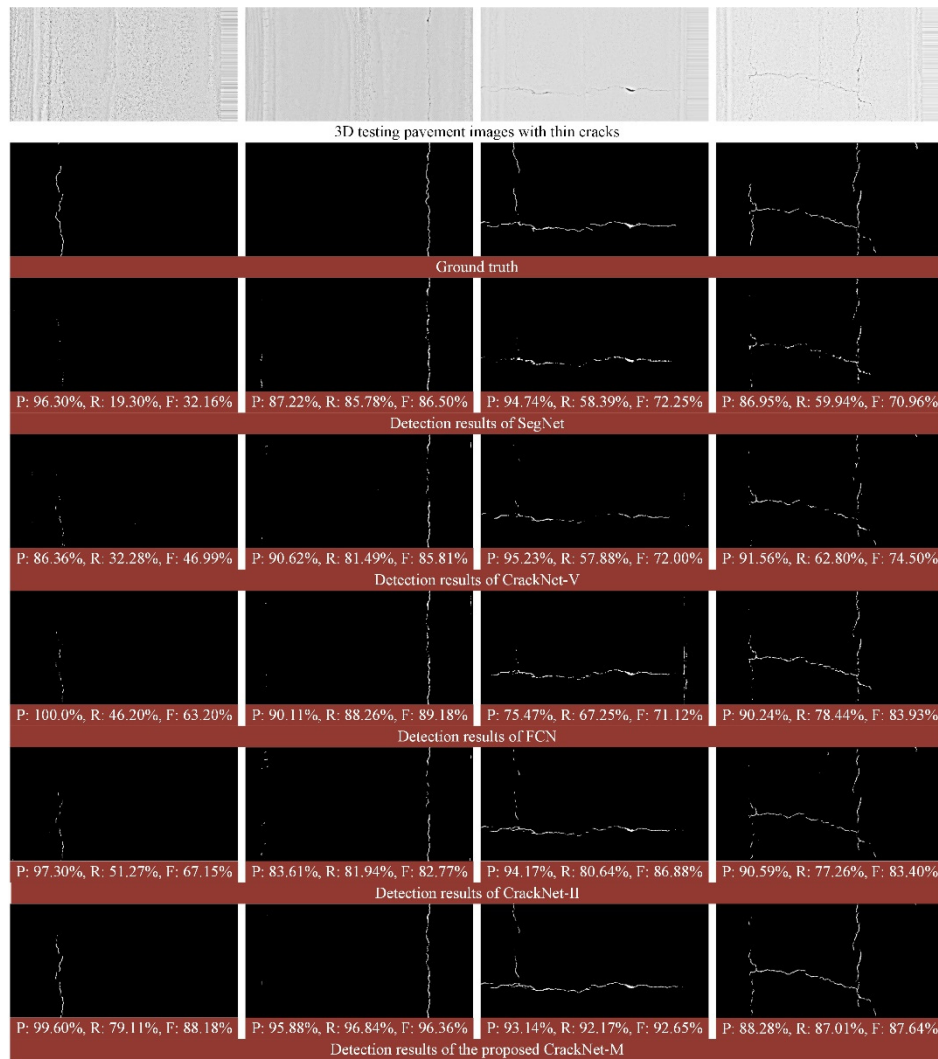 3D testing pavement images with thin cracks
Ground truth
P: 96.30%, R: 19.30%, F: 32.16% P: 87.22%, R: 85.78%, F: 86.50% P: 94.74%, R: 58.39%, F: 72.25% P: 86.95%, R: 59.94%, F: 70.96%
Detection results of SegNet
P: 86.36%, R: 32.28%, F: 46.99% P: 90.62%, R: 81.49%, F: 85.81% P: 95.23%, R: 57.88%, F: 72.00% P: 91.56%, R: 62.80%, F: 74.50%
Detection results of CrackNet-V
P: 100.0%, R: 46.20%, F: 63.20% P: 90.11%, R: 88.26%, F: 89.18% P: 75.47%, R: 67.25%, F: 71.12% P: 90.24%, R: 78.44%, F: 83.93%
Detection results of FCN
P: 97.30%, R: 51.27%, F: 67.15% P: 83.61%, R: 81.94%, F: 82.77% P: 94.17%, R: 80.64%, F: 86.88% P: 90.59%, R: 77.26%, F: 83.40%
Detection results of CrackNet-II
P: 99.60%, R: 79.11%, F: 88.18% P: 95.88%, R: 96.84%, F: 96.36% P: 93.14%, R: 92.17%, F: 92.65% P: 88.28%, R: 87.01%, F: 87.64%
Detection results of the proposed CrackNet-M